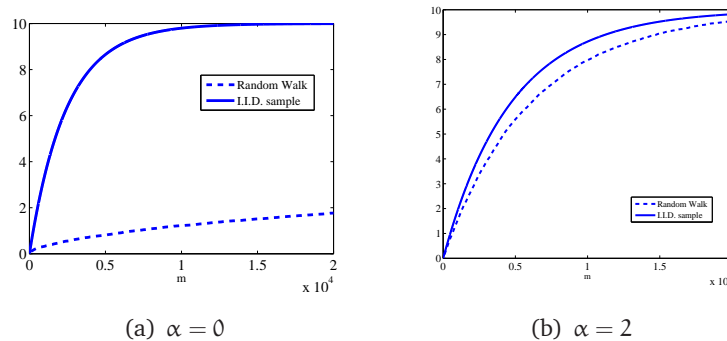 10
8
6
4
2
0
Random Walk
I.I.D. sample
0 0.5 1 1.5 2
m
x 10⁴
(a) α = 0
10
9
8
7
6
5
4
3
2
1
0
Random Walk
I.I.D. sample
0 0.5 1 1.5
m
x 10
(b) α = 2